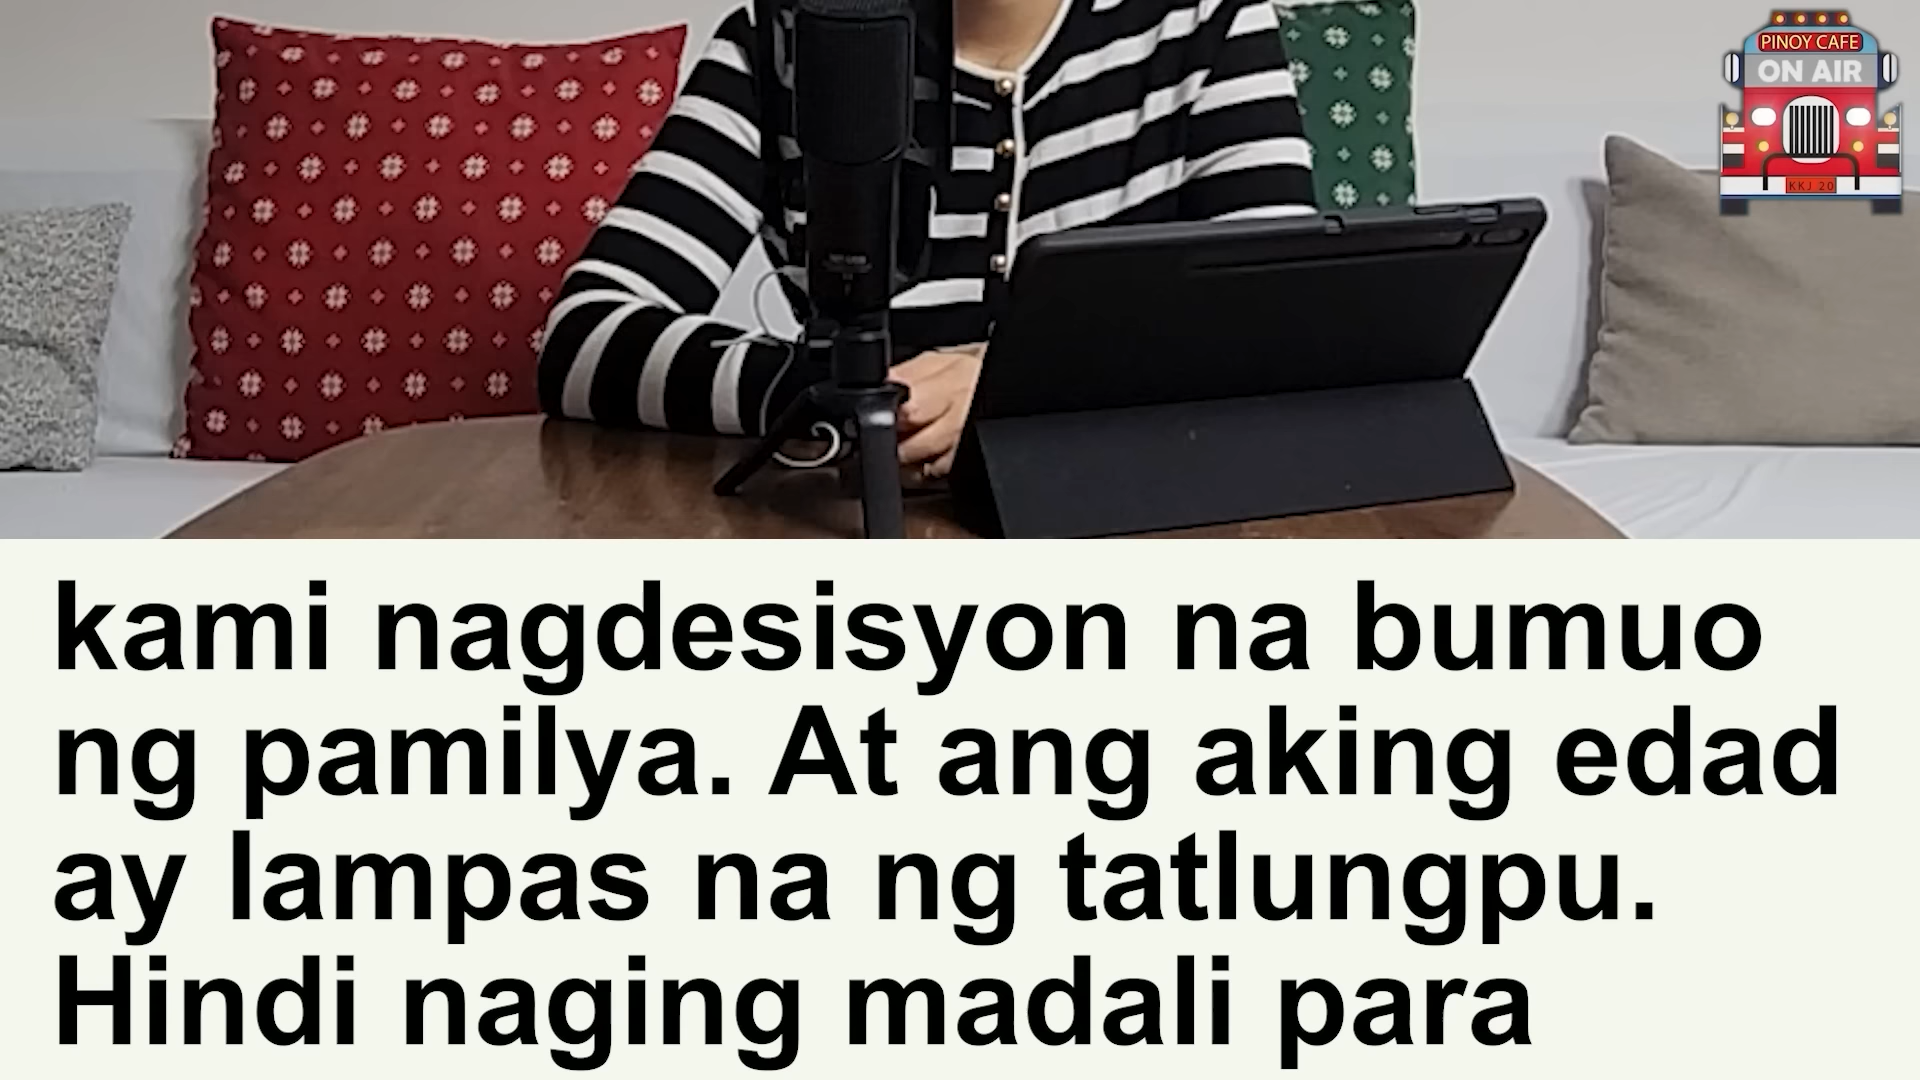 PINOY CAFE
ON AIR
KKJ 20
kami nagdesisyon na bumuo
ng pamilya. At ang aking edad
ay lampas na ng tatlungpu.
Hindi naging madali para